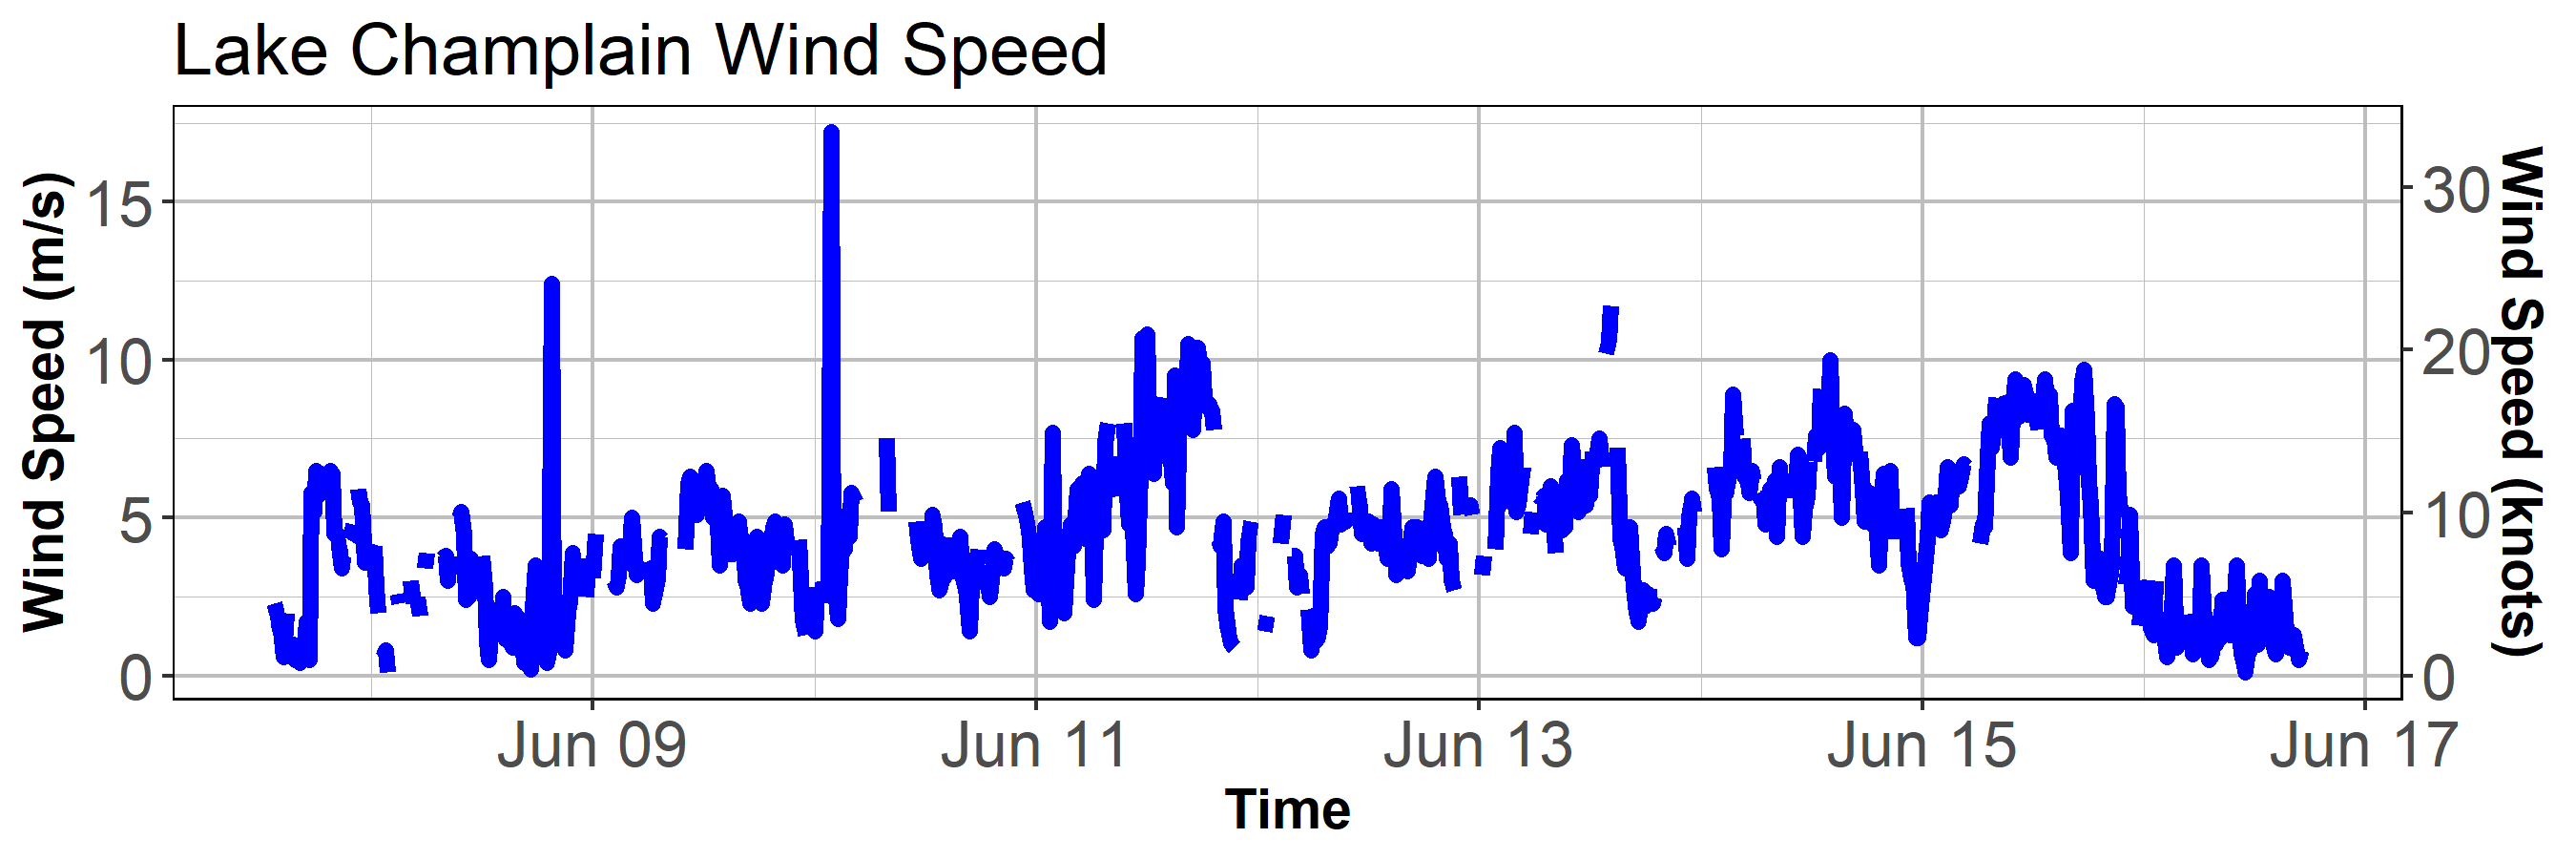 Lake Champlain Wind Speed
Wind Speed (m/s)
15
10
5
0
30
20
10
0
Wind Speed (knots)
Jun 09
Jun 11
Jun 13
Jun 15
Jun 17
Time